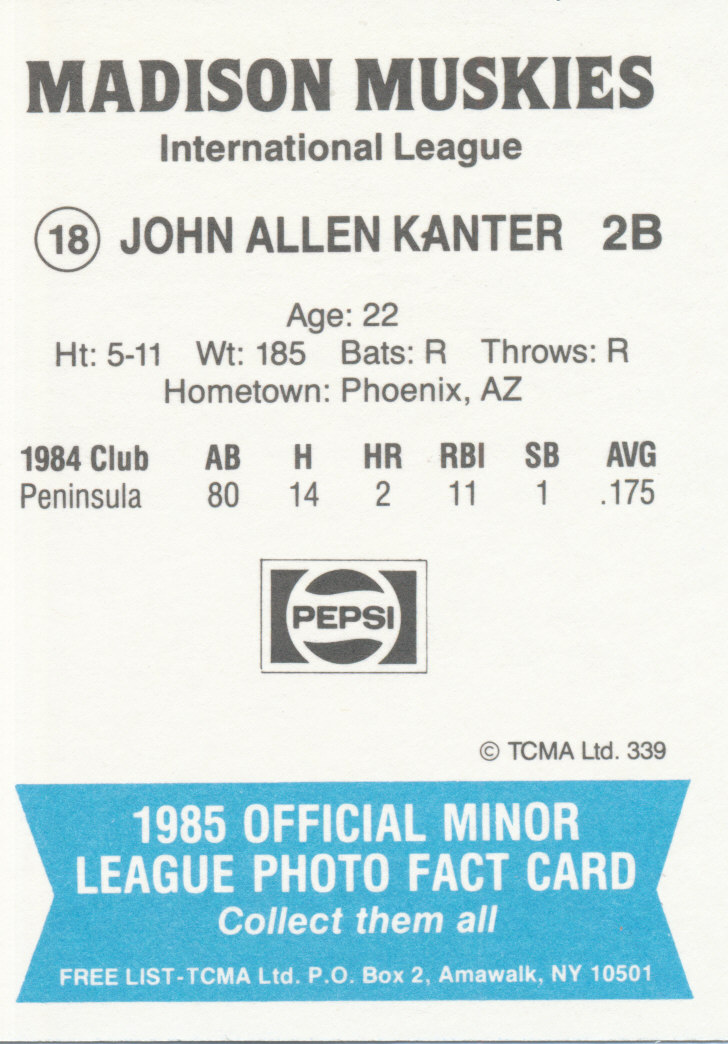 MADISON MUSKIES
International League
18 JOHN ALLEN KANTER 2B
Age: 22
Ht: 5-11 Wt: 185 Bats: R Throws: R
Hometown: Phoenix, AZ
1984 Club AB H HR RBI SB AVG
Peninsula 80 14 2 11 1 .175
PEPSI
© TCMA Ltd. 339
1985 OFFICIAL MINOR
LEAGUE PHOTO FACT CARD
Collect them all
FREE LIST-TCMA Ltd. P.O. Box 2, Amawalk, NY 10501